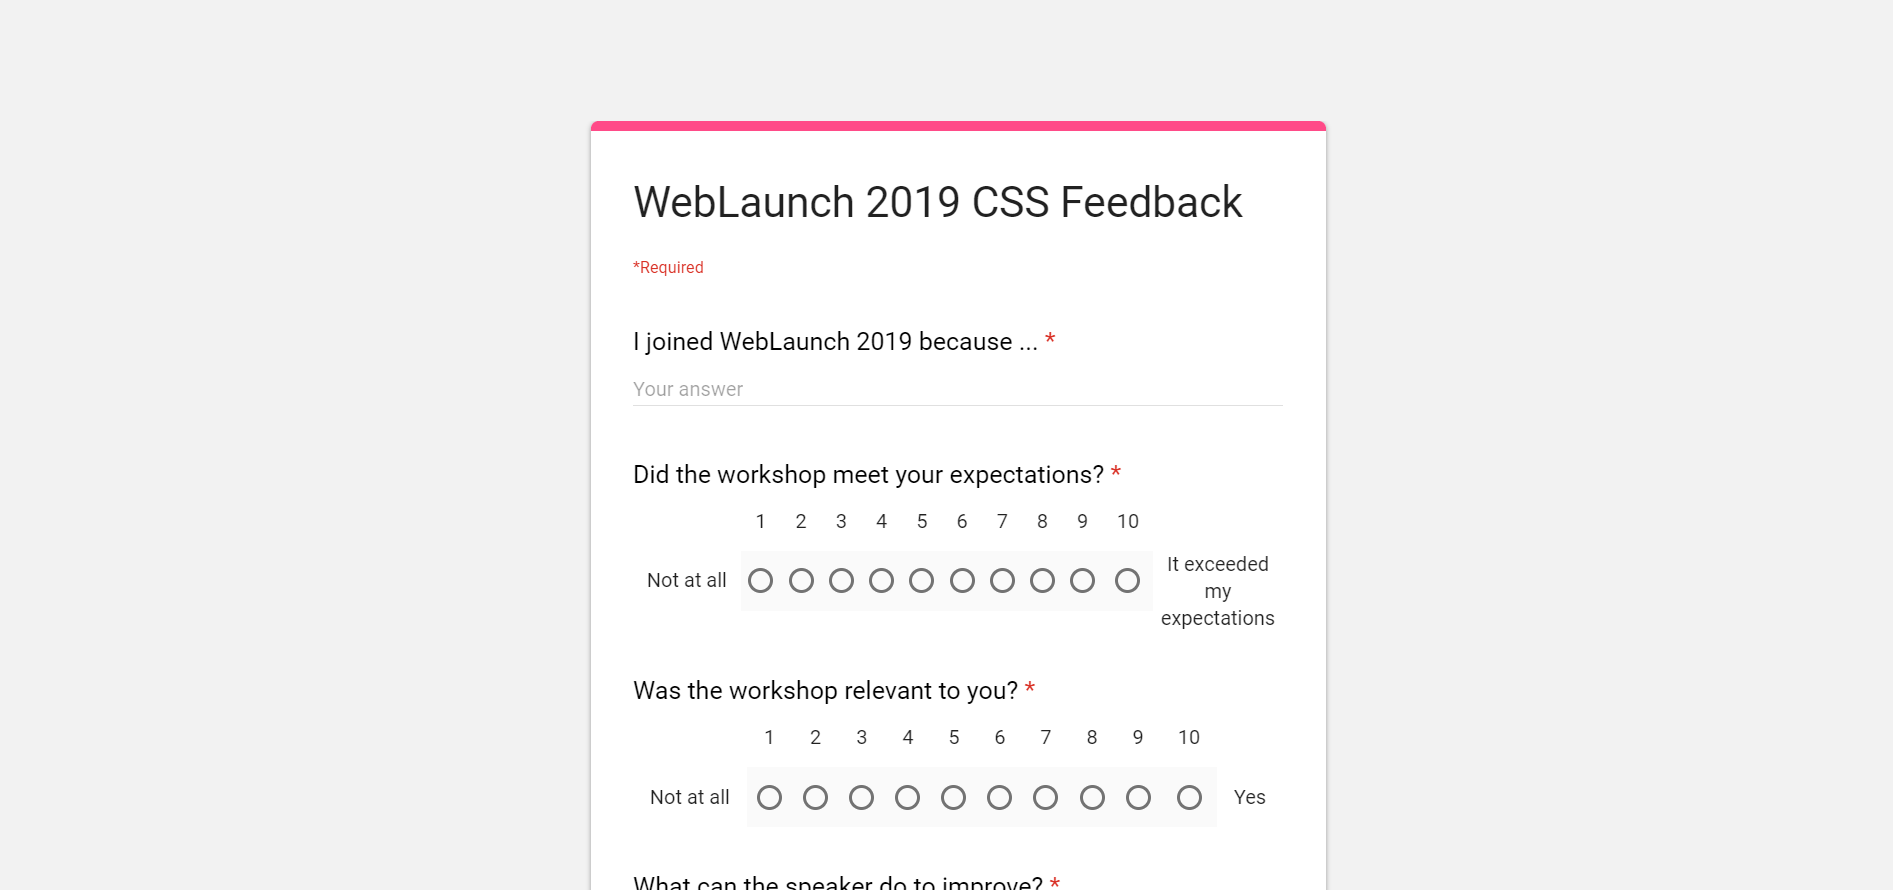 WebLaunch 2019 CSS Feedback
*Required
I joined WebLaunch 2019 because ... *
Your answer
Did the workshop meet your expectations? *
1 2 3 4 5 6 7 8 9 10
Not at all
It exceeded
my
expectations
Was the workshop relevant to you? *
1 2 3 4 5 6 7 8 9 10
Not at all
Yes
What can the speaker do to improve? *